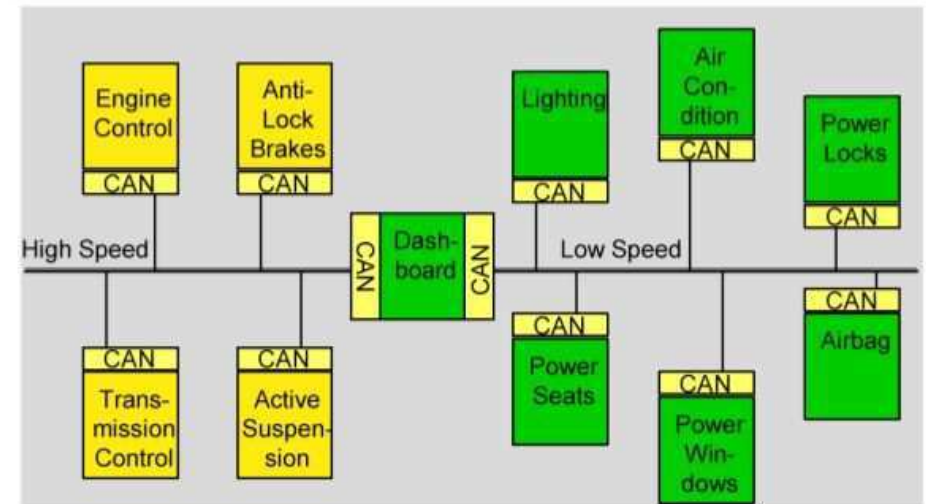 Engine
Control
CAN
Anti-
Lock
Brakes
CAN
Lighting
CAN
Air
Con-
dition
CAN
Power
Locks
CAN
High Speed
CAN
Dash-
board
CAN
Low Speed
CAN
Trans-
mission
Control
CAN
Active
Suspen-
sion
CAN
Power
Seats
CAN
Power
Win-
dows
CAN
Airbag